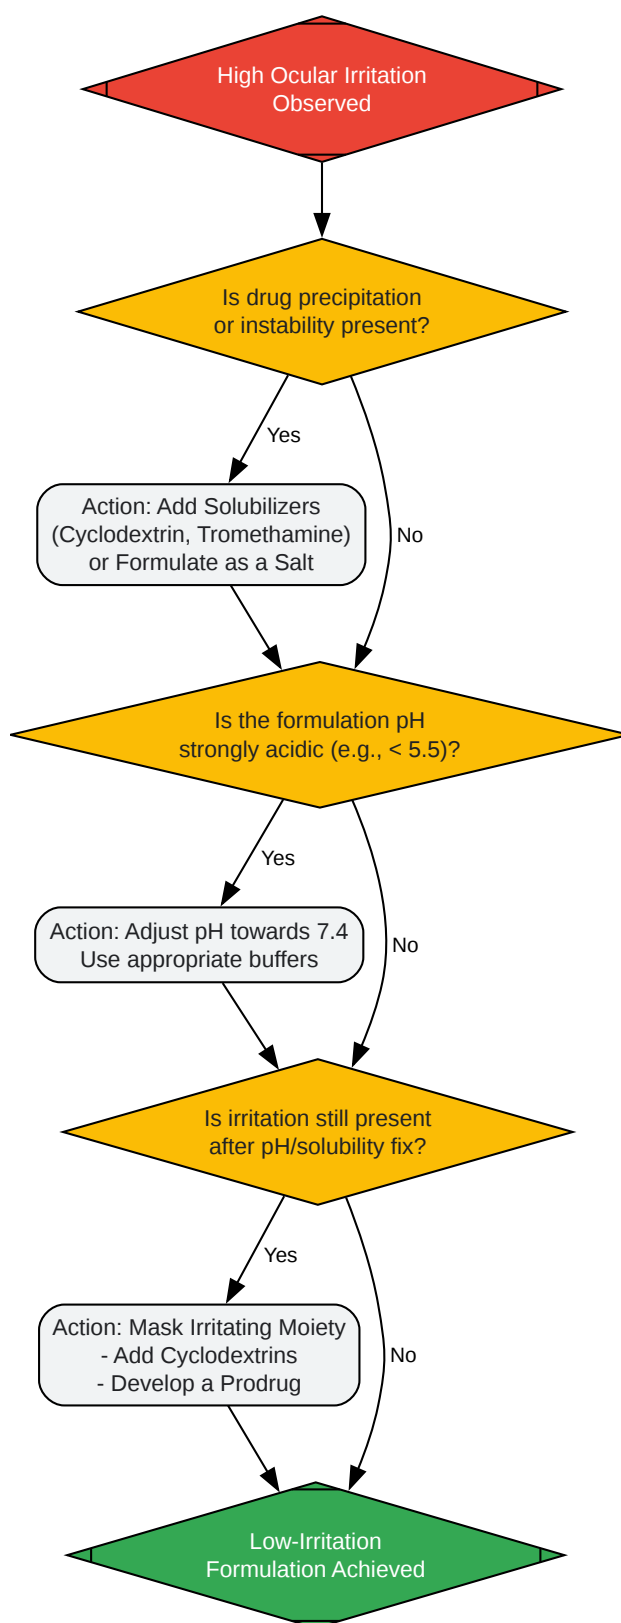 High Ocular Irritation
Observed
Is drug precipitation
or instability present?
Yes
Action: Add Solubilizers
(Cyclodextrin, Tromethamine)
or Formulate as a Salt
No
Is the formulation pH
strongly acidic (e.g., < 5.5)?
Yes
Action: Adjust pH towards 7.4
Use appropriate buffers
No
Is irritation still present
after pH/solubility fix?
Yes
Action: Mask Irritating Moiety
- Add Cyclodextrins
- Develop a Prodrug
No
Low-Irritation
Formulation Achieved